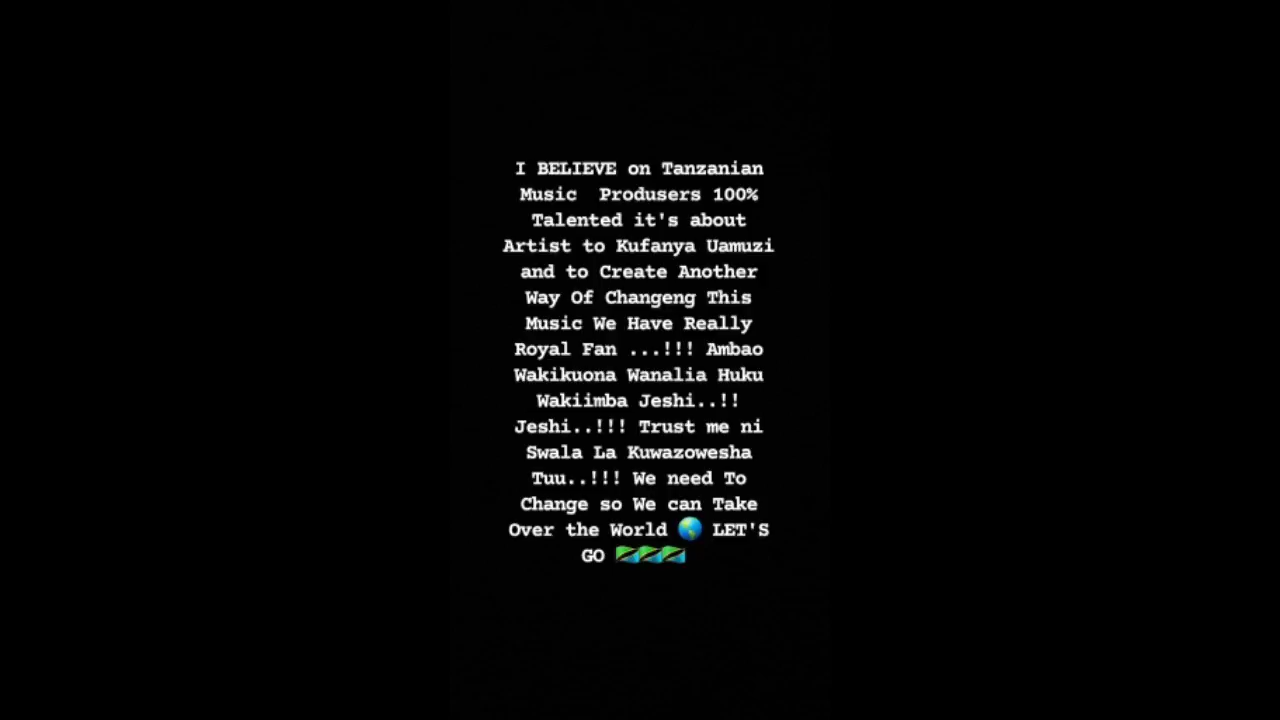 I BELIEVE on Tanzanian
Music  Produsers 100%
Talented it's about
Artist to Kufanya Uamuzi
and to Create Another
Way Of Changeng This
Music We Have Really
Royal Fan ...!!! Ambao
Wakikuona Wanalia Huku
Wakiimba Jeshi..!!
Jeshi..!!! Trust me ni
Swala La Kuwazowesha
Tuu..!!! We need To
Change so We can Take
Over the World 🌎 LET'S
GO 🇹🇿🇹🇿🇹🇿